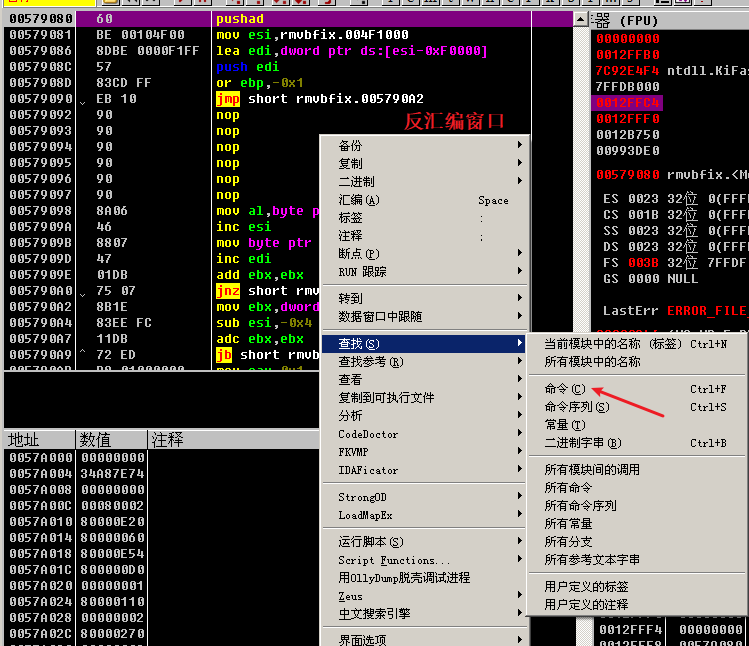 00579080 60 pushad
00579081 BE 00104F00 mov esi,rmvbfix.004F1000
00579086 8DBE 0000F1FF lea edi,dword ptr ds:[esi-0xF0000]
0057908C 57 push edi
0057908D 83CD FF or ebp,-0x1
00579090 EB 10 jmp short rmvbfix.005790A2
00579092 90 nop
00579093 90 nop
00579094 90 nop
00579095 90 nop
00579096 90 nop
00579097 90 nop
00579098 8A06 mov al,byte p
0057909A 46 inc esi
0057909B 8807 mov byte ptr
0057909D 47 inc edi
0057909E 01DB add ebx,ebx
005790A0 75 07 jnz short rmv
005790A2 8B1E mov ebx,dword
005790A4 83EE FC sub esi,-0x4
005790A7 11DB adc ebx,ebx
005790A9 72 ED jb short rmvb
反汇编窗口
器 (FPU)
00000000
0012FFB0
7C92E4F4 ntdll.KiFas
7FFDB000
0012FFC4
0012FFF0
0012B750
00993DE0
00579080 rmvbfix.<Mo
ES 0023 32位 0(FFFF
CS 001B 32位 0(FFFF
SS 0023 32位 0(FFFF
DS 0023 32位 0(FFFF
FS 003B 32位 7FFDF
GS 0000 NULL
LastErr ERROR_FILE_
备份
复制
二进制
汇编(A) Space
标签 :
注释 ;
断点(P)
RUN 跟踪
转到
数据窗口中跟随
查找(S)
查找参考(R)
查看
复制到可执行文件
分析
CodeDoctor
FKVMP
IDAFicator
StrongOD
LoadMapEx
运行脚本(S)
Script Functions...
用OllyDump脱壳调试进程
Zeus
中文搜索引擎
界面选项
当前模块中的名称 (标签) Ctrl+N
所有模块中的名称
命令(C) Ctrl+F
命令序列(S) Ctrl+S
常量(I)
二进制字串(B) Ctrl+B
所有模块间的调用
所有命令
所有命令序列
所有常量
所有分支
所有参考文本字串
用户定义的标签
用户定义的注释
地址 数值 注释
0057A000 00000000
0057A004 34A87E74
0057A008 00000000
0057A00C 00080002
0057A010 80000E20
0057A014 80000060
0057A018 80000E54
0057A01C 800000D0
0057A020 00000001
0057A024 80000110
0057A028 00000002
0057A02C 80000270
0012FFF4 00000000
0012FFF8 00579080